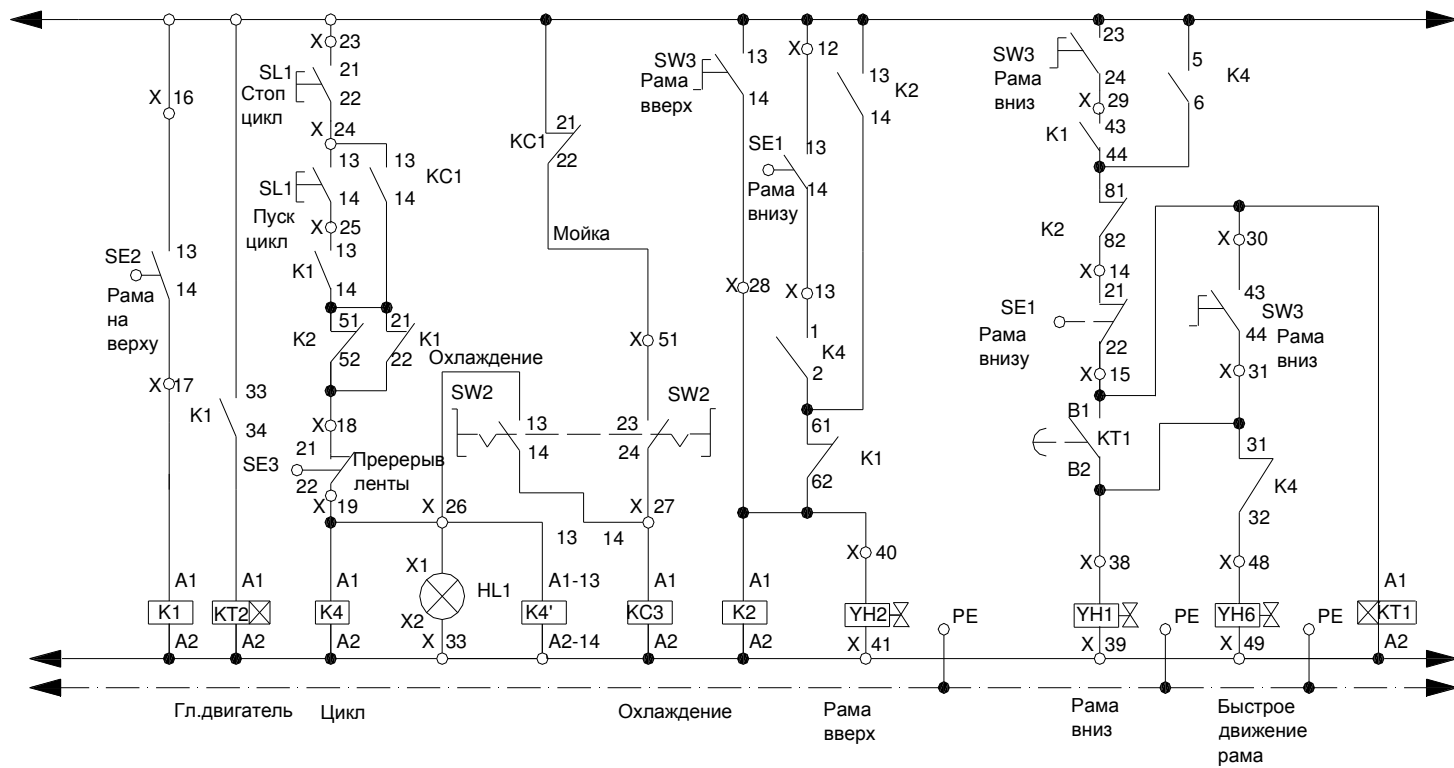 X 16
SE2
13
14
Рама
на
верху
X 17
A1
K1
A2
33
K1
34
A1
KT2
A2
X 23
21
SL1
22
Стоп
цикл
X 24
13
SL1
14
Пуск
цикл
13
KC1
14
X 25
13
K1
14
51
K2
52
21
K1
22
X 18
21
SE3
22
Пререрыв
ленты
X 19
A1
K4
A2
Охлаждение
SW2
13
14
X 26
X1
HL1
X2
X 33
13
14
A1-13
K4'
A2-14
21
KC1
22
Мойка
X 51
23
SW2
24
X 27
A1
KC3
A2
SW3
13
Рама
вверх
14
X 28
A1
K2
A2
X 12
13
SE1
14
Рама
внизу
X 13
1
K4
2
13
K2
14
61
K1
62
X 40
YH2
X 41
PE
23
SW3
24
Рама
вниз
X 29
43
K1
44
5
K4
6
81
K2
82
X 14
21
SE1
Рама
внизу
22
X 15
B1
KT1
B2
X 38
YH1
X 39
PE
X 30
43
SW3
44
Рама
вниз
X 31
31
K4
32
X 48
YH6
X 49
PE
A1
KT1
A2
Гл.двигатель
Цикл
Охлаждение
Рама
вверх
Рама
вниз
Быстрое
движение
рама